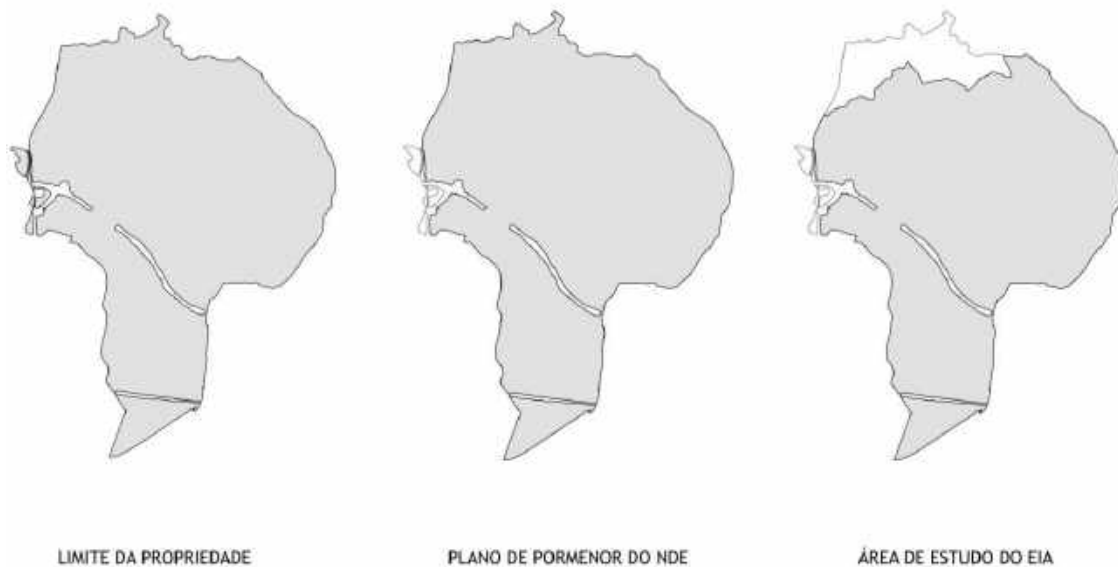 LIMITE DA PROPRIEDADE
PLANO DE PORMENOR DO NDE
ÁREA DE ESTUDO DO EIA